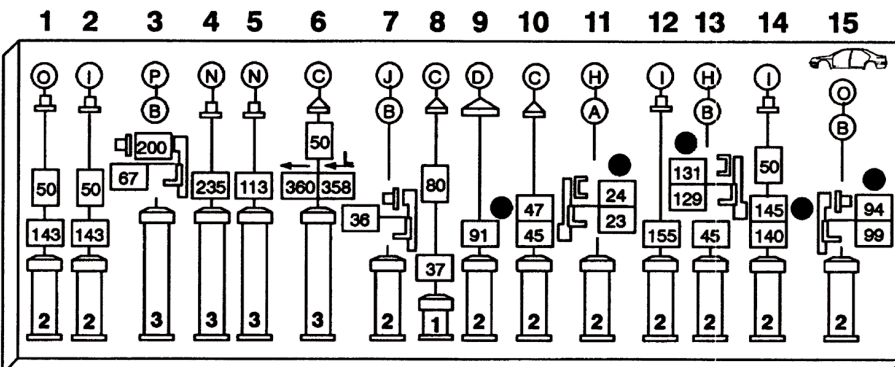 1 2 3 4 5 6 7 8 9 10 11 12 13 14 15
O I P N N C J C D C H I H I O
B B A B B
50 200 L 131 50
67 50 50 235 113 360 358 80 24 129 94
143 143 36 91 47 45 23 155 45 145 140 99
37
2 2 3 3 3 3 2 1 2 2 2 2 2 2 2